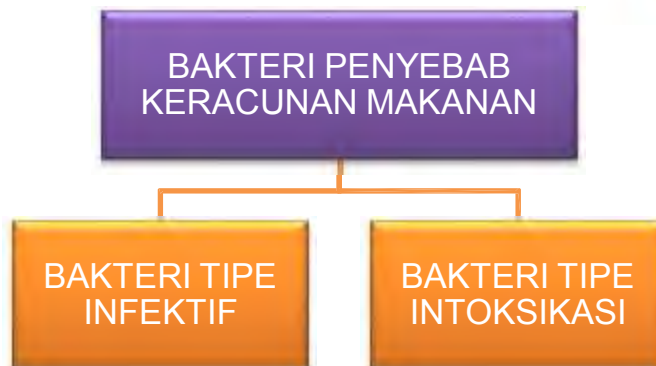 BAKTERI PENYEBAB
KERACUNAN MAKANAN
BAKTERI TIPE
INFEKTIF
BAKTERI TIPE
INTOKSIKASI